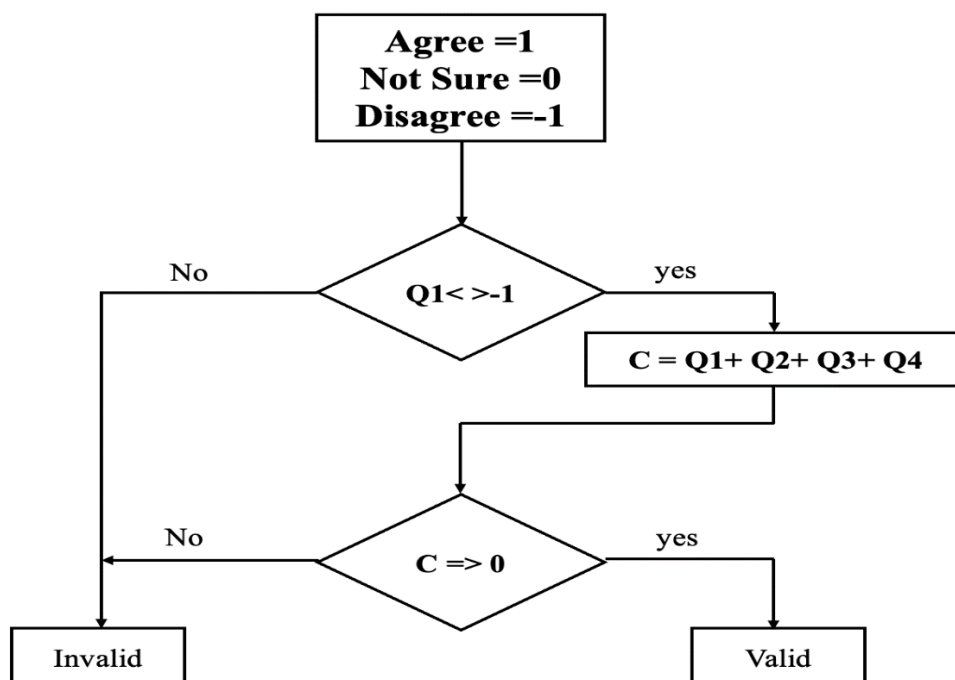 Agree =1
Not Sure =0
Disagree =-1
No
yes
Q1< >-1
C = Q1+ Q2+ Q3+ Q4
No
yes
C => 0
Invalid
Valid